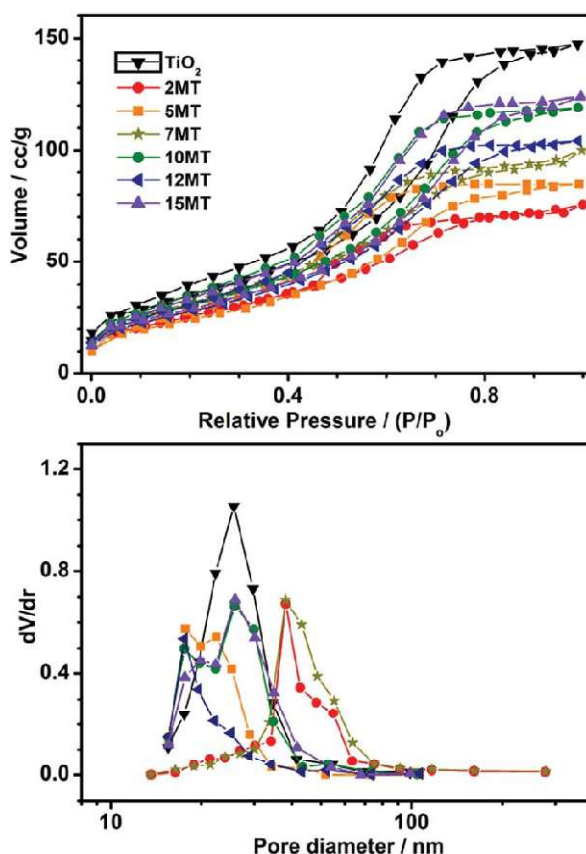 150
100
50
0
Volume / cc/g
TiO₂
2MT
5MT
7MT
10MT
12MT
15MT
0.0 0.4 0.8
Relative Pressure / (P/Pₒ)
1.2
0.8
0.4
0.0
dV/dr
10 100
Pore diameter / nm